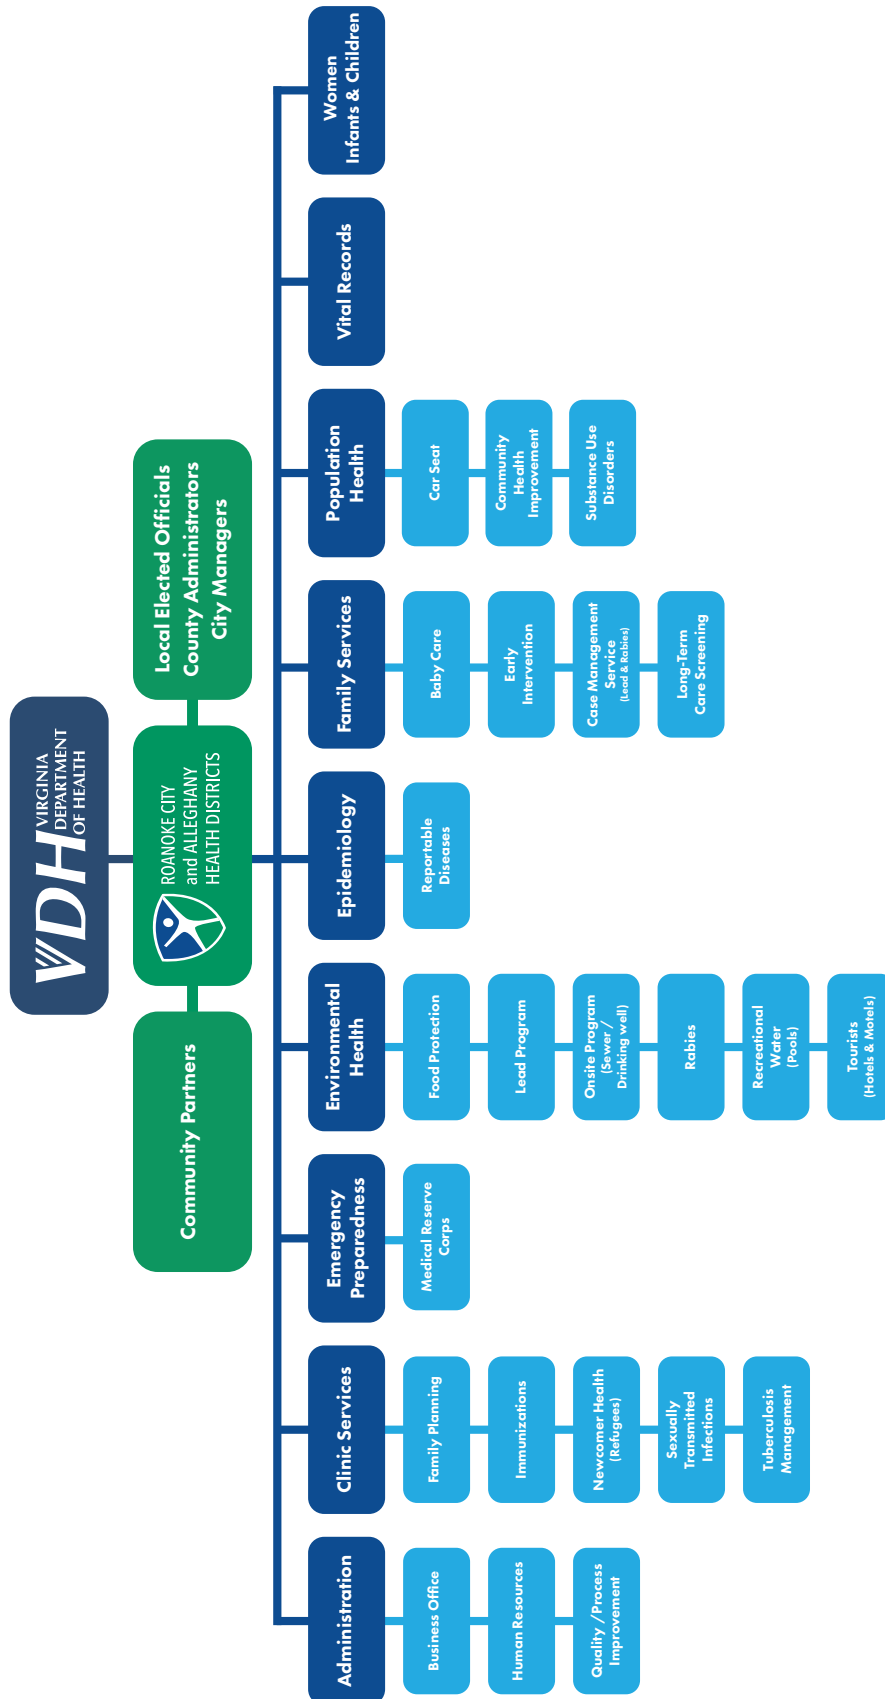 VDH
VIRGINIA
DEPARTMENT
OF HEALTH
Community Partners
ROANOKE CITY
and ALLEGHANY
HEALTH DISTRICTS
Local Elected Officials
County Administrators
City Managers
Administration
Business Office
Human Resources
Quality /Process
Improvement
Clinic Services
Family Planning
Immunizations
Newcomer Health
(Refugees)
Sexually
Transmitted
Infections
Tuberculosis
Management
Emergency
Preparedness
Medical Reserve
Corps
Environmental
Health
Food Protection
Lead Program
Onsite Program
(Sewer /
Drinking well)
Rabies
Recreational
Water
(Pools)
Tourists
(Hotels & Motels)
Epidemiology
Reportable
Diseases
Family Services
Baby Care
Early
Intervention
Case Management
Service
(Lead & Rabies)
Long-Term
Care Screening
Population
Health
Car Seat
Community
Health
Improvement
Substance Use
Disorders
Vital Records
Women
Infants & Children